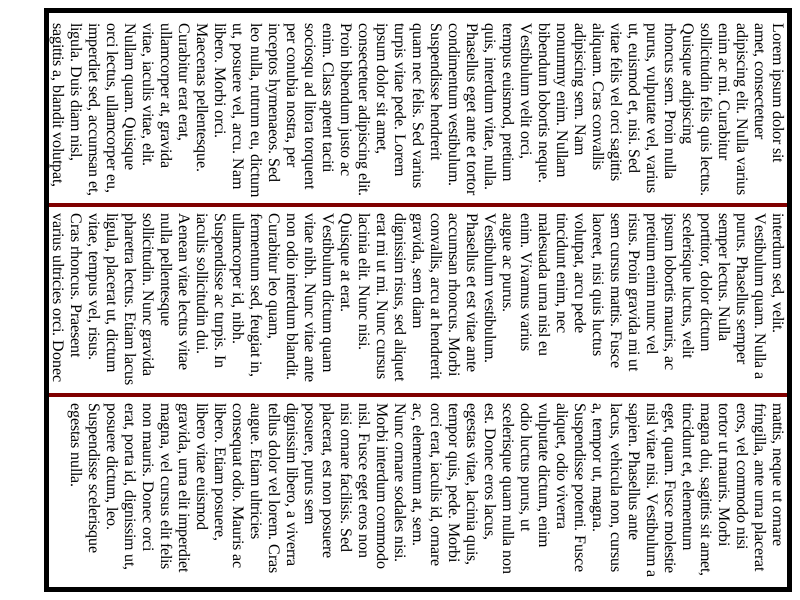 Lorem ipsum dolor sit
amet, consectetuer
adipiscing elit. Nulla varius
enim ac mi. Curabitur
sollicitudin felis quis lectus.
Quisque adipiscing
rhoncus sem. Proin nulla
purus, vulputate vel, varius
ut, euismod et, nisi. Sed
vitae felis vel orci sagittis
aliquam. Cras convallis
adipiscing sem. Nam
nonummy enim. Nullam
bibendum lobortis neque.
Vestibulum velit orci,
tempus euismod, pretium
quis, interdum vitae, nulla.
Phasellus eget ante et tortor
condimentum vestibulum.
Suspendisse hendrerit
quam nec felis. Sed varius
turpis vitae pede. Lorem
ipsum dolor sit amet,
consectetuer adipiscing elit.
Proin bibendum justo ac
enim. Class aptent taciti
sociosqu ad litora torquent
per conubia nostra, per
inceptos hymenaeos. Sed
leo nulla, rutrum eu, dictum
ut, posuere vel, arcu. Nam
libero. Morbi orci.
Maecenas pellentesque.
Curabitur erat erat,
ullamcorper at, gravida
vitae, iaculis vitae, elit.
Nullam quam. Quisque
orci lectus, ullamcorper eu,
imperdiet sed, accumsan et,
ligula. Duis diam nisl,
sagittis a, blandit volutpat,
interdum sed, velit.
Vestibulum quam. Nulla a
purus. Phasellus semper
semper lectus. Nulla
porttitor, dolor dictum
scelerisque luctus, velit
ipsum lobortis mauris, ac
pretium enim nunc vel
risus. Proin gravida mi ut
sem cursus mattis. Fusce
laoreet, nisi quis luctus
volutpat, arcu pede
tincidunt enim, nec
malesuada urna nisl eu
enim. Vivamus varius
augue ac purus.
Vestibulum vestibulum.
Phasellus et est vitae ante
accumsan rhoncus. Morbi
convallis, arcu at hendrerit
gravida, sem diam
dignissim risus, sed aliquet
erat mi ut mi. Nunc cursus
lacinia elit. Nunc nisi.
Quisque at erat.
Vestibulum dictum quam
vitae nibh. Nunc vitae ante
non odio interdum blandit.
Curabitur leo quam,
fermentum sed, feugiat in,
ullamcorper id, nibh.
Suspendisse ac turpis. In
iaculis sollicitudin dui.
Aenean vitae lectus vitae
nulla pellentesque
sollicitudin. Nunc gravida
pharetra lectus. Etiam lacus
ligula, placerat ut, dictum
vitae, tempus vel, risus.
Cras rhoncus. Praesent
varius ultricies orci. Donec
mattis, neque ut ornare
fringilla, ante urna placerat
eros, vel commodo nisi
tortor ut mauris. Morbi
magna dui, sagittis sit amet,
tincidunt et, elementum
eget, quam. Fusce molestie
nisl vitae nisi. Vestibulum a
sapien. Phasellus ante
lacus, vehicula non, cursus
a, tempor ut, magna.
Suspendisse potenti. Fusce
aliquet, odio viverra
vulputate dictum, enim
odio luctus purus, ut
scelerisque quam nulla non
est. Donec eros lacus,
egestas vitae, lacinia quis,
tempor quis, pede. Morbi
orci erat, iaculis id, ornare
ac, elementum at, sem.
Nunc ornare sodales nisi.
Morbi interdum commodo
nisl. Fusce eget eros non
nisi ornare facilisis. Sed
placerat, est non posuere
posuere, purus sem
dignissim libero, a viverra
tellus dolor vel lorem. Cras
augue. Etiam ultricies
consequat odio. Mauris ac
libero. Etiam posuere,
libero vitae euismod
gravida, urna elit imperdiet
magna, vel cursus elit felis
non mauris. Donec orci
erat, porta id, dignissim ut,
posuere dictum, leo.
Suspendisse scelerisque
egestas nulla.